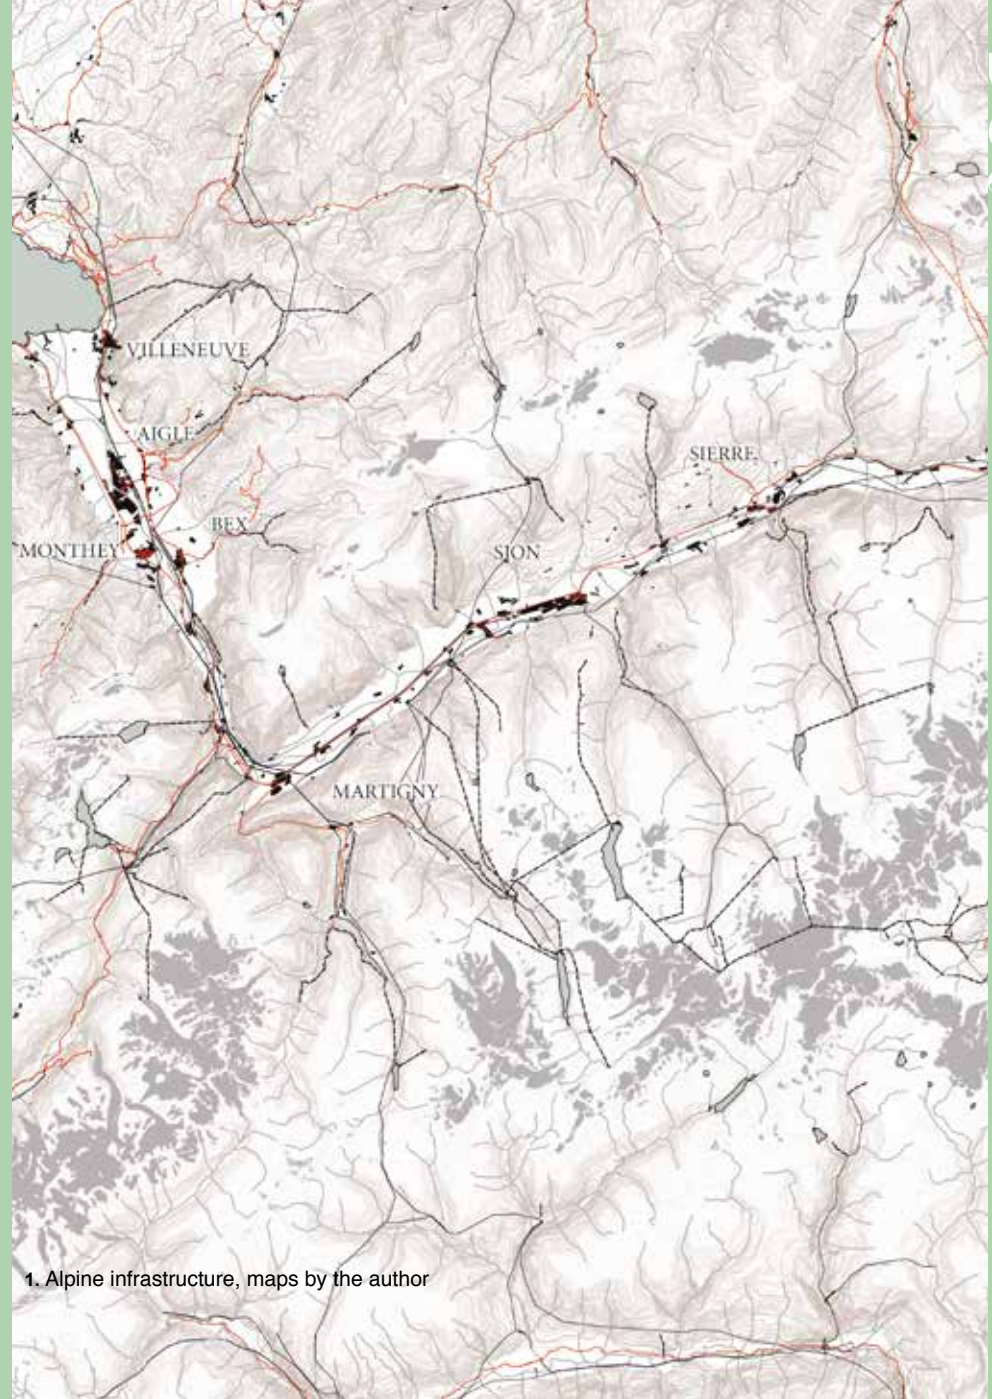 VILLENEUVE
AIGLE
SIERRE
BEX
MONTHEY
SION
MARTIGNY
1. Alpine infrastructure, maps by the author